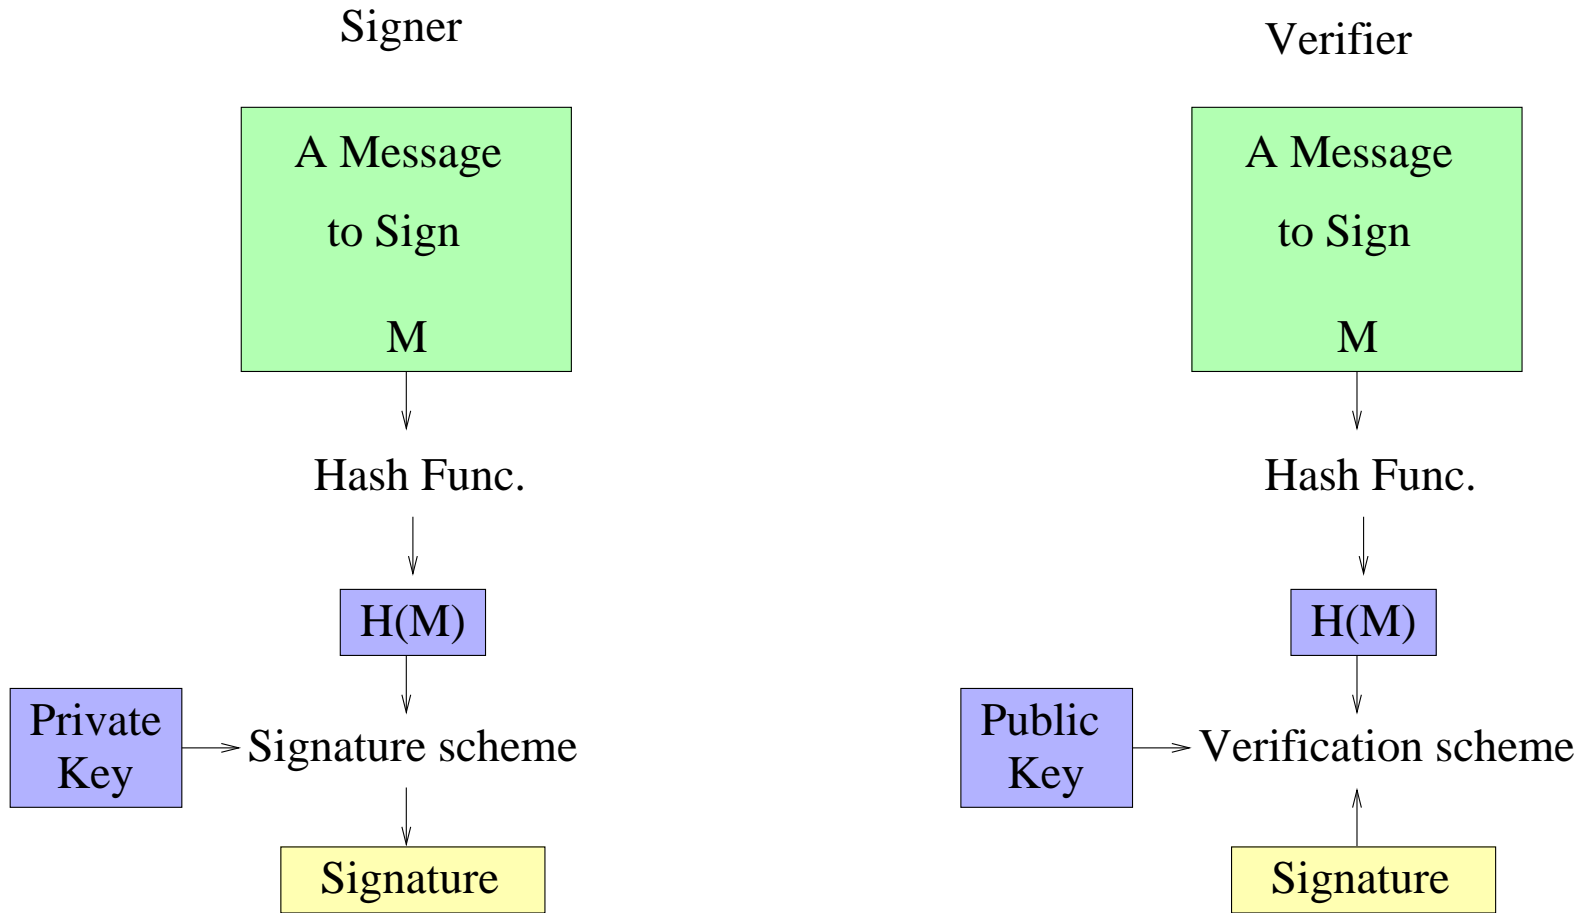 Signer
A Message
to Sign
M
Hash Func.
H(M)
Private
Key
Signature scheme
Signature
Verifier
A Message
to Sign
M
Hash Func.
H(M)
Public
Key
Verification scheme
Signature